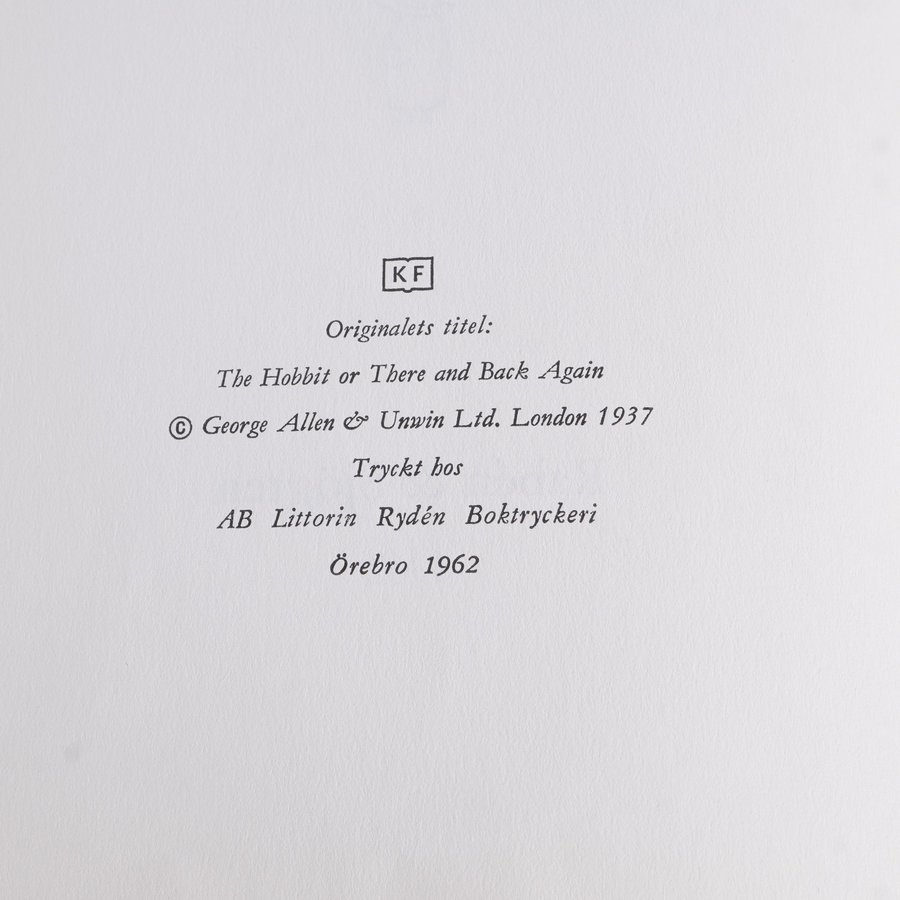 KF
Originalets titel:
The Hobbit or There and Back Again
© George Allen & Unwin Ltd. London 1937
Tryckt hos
AB Littorin Rydén Boktryckeri
Örebro 1962